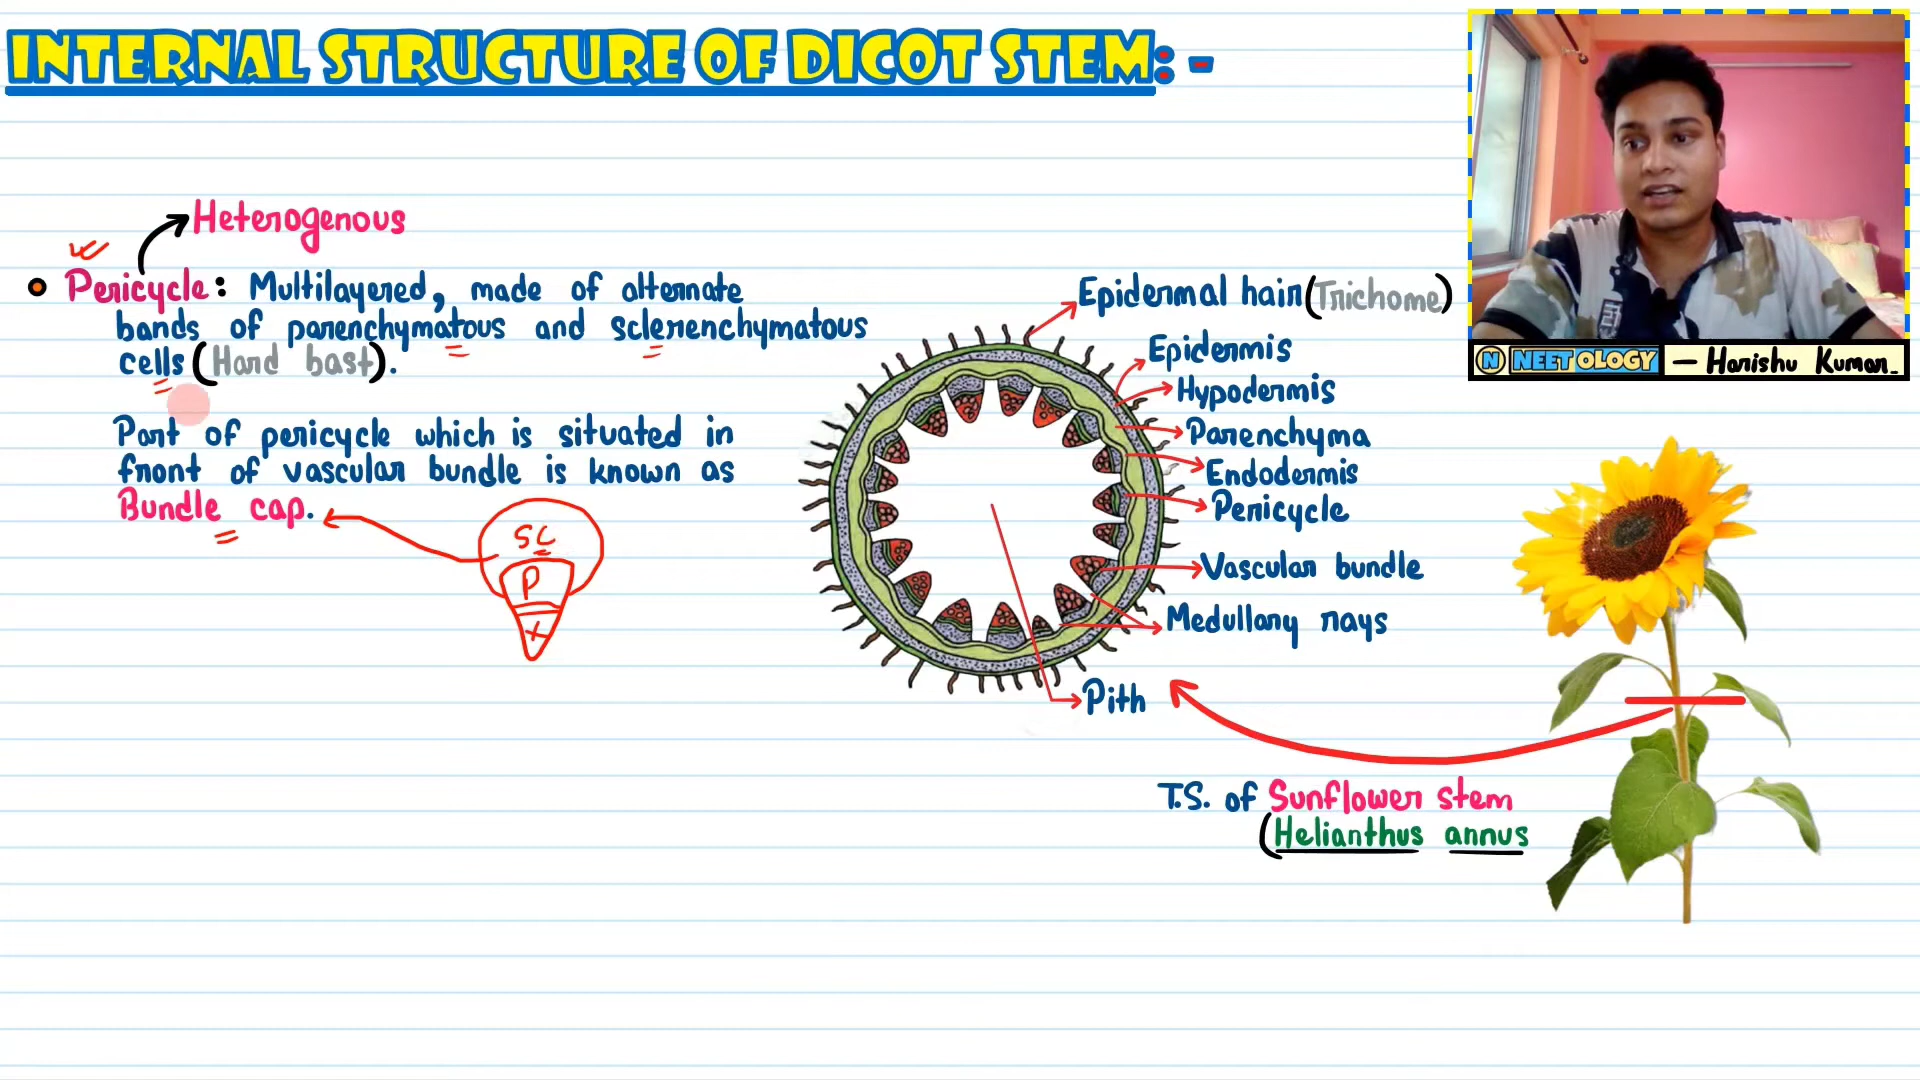 INTERNAL STRUCTURE OF DICOT STEM: -
Heterogenous
Pericycle: Multilayered, made of alternate
bands of parenchymatous and sclerenchymatous
cells (Hard bast).
Part of pericycle which is situated in
front of vascular bundle is known as
Bundle cap.
SC
P
X
Epidermal hair (Trichome)
Epidermis
Hypodermis
Parenchyma
Endodermis
Pericycle
Vascular bundle
Medullary rays
Pith
T.S. of Sunflower stem
(Helianthus annus
N NEETOLOGY — Harishu Kumar